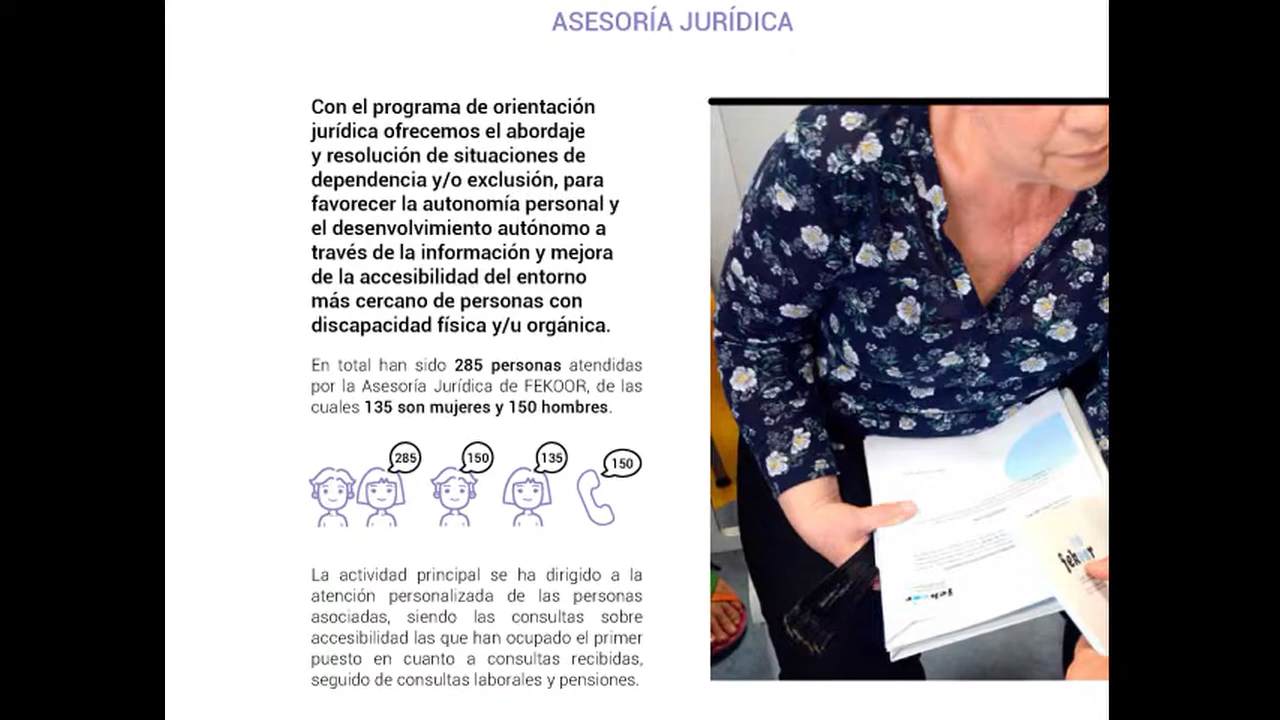 ASESORÍA JURÍDICA
Con el programa de orientación
jurídica ofrecemos el abordaje
y resolución de situaciones de
dependencia y/o exclusión, para
favorecer la autonomía personal y
el desenvolvimiento autónomo a
través de la información y mejora
de la accesibilidad del entorno
más cercano de personas con
discapacidad física y/u orgánica.
En total han sido 285 personas atendidas
por la Asesoría Jurídica de FEKOOR, de las
cuales 135 son mujeres y 150 hombres.
285 150 135 150
La actividad principal se ha dirigido a la
atención personalizada de las personas
asociadas, siendo las consultas sobre
accesibilidad las que han ocupado el primer
puesto en cuanto a consultas recibidas,
seguido de consultas laborales y pensiones.
fekoor
fekoor